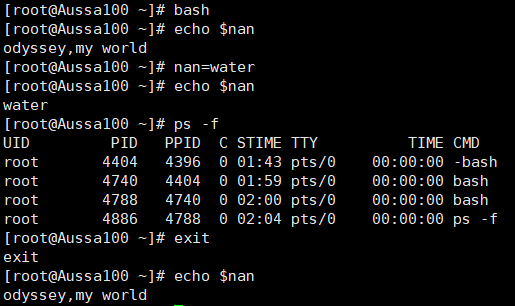 [root@Aussa100 ~]# bash
[root@Aussa100 ~]# echo $nan
odyssey,my world
[root@Aussa100 ~]# nan=water
[root@Aussa100 ~]# echo $nan
water
[root@Aussa100 ~]# ps -f
UID        PID  PPID  C STIME TTY          TIME CMD
root      4404  4396  0 01:43 pts/0    00:00:00 -bash
root      4740  4404  0 01:59 pts/0    00:00:00 bash
root      4788  4740  0 02:00 pts/0    00:00:00 bash
root      4886  4788  0 02:04 pts/0    00:00:00 ps -f
[root@Aussa100 ~]# exit
exit
[root@Aussa100 ~]# echo $nan
odyssey,my world